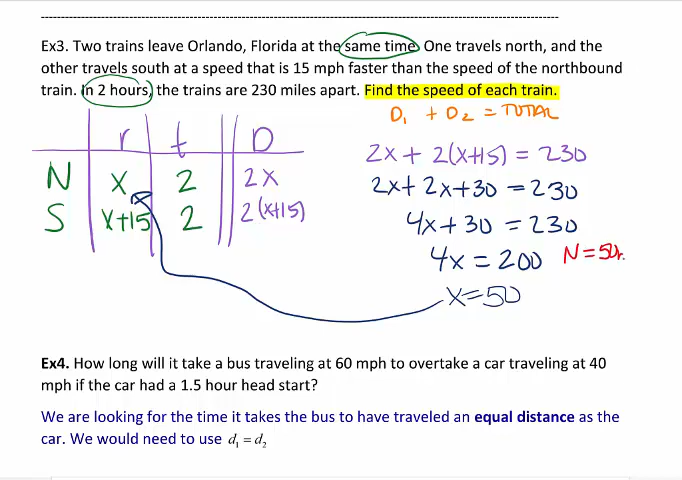 Ex3. Two trains leave Orlando, Florida at the same time. One travels north, and the
other travels south at a speed that is 15 mph faster than the speed of the northbound
train. In 2 hours, the trains are 230 miles apart. Find the speed of each train.
D₁ + D₂ = TOTAL
r t D
N x 2 2x
S x+15 2 2(x+15)
2x + 2(x+15) = 230
2x + 2x + 30 = 230
4x + 30 = 230
4x = 200 N = 50
x = 50
Ex4. How long will it take a bus traveling at 60 mph to overtake a car traveling at 40
mph if the car had a 1.5 hour head start?
We are looking for the time it takes the bus to have traveled an equal distance as the
car. We would need to use d₁ = d₂